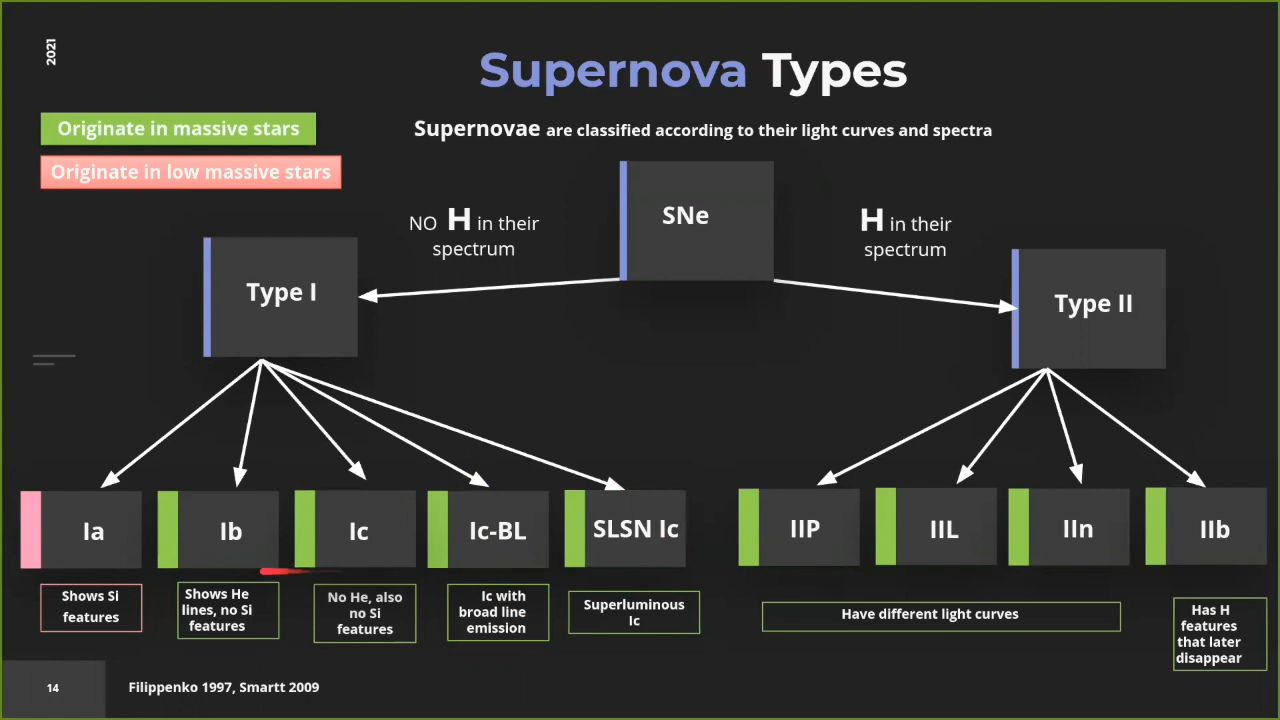 2021
Supernova Types
Originate in massive stars
Supernovae are classified according to their light curves and spectra
Originate in low massive stars
SNe
NO H in their
spectrum
H in their
spectrum
Type I
Type II
Ia
Ib
Ic
Ic-BL
SLSN Ic
IIP
IIL
IIn
IIb
Shows Si
features
Shows He
lines, no Si
features
No He, also
no Si
features
Ic with
broad line
emission
Superluminous
Ic
Have different light curves
Has H
features
that later
disappear
14
Filippenko 1997, Smartt 2009